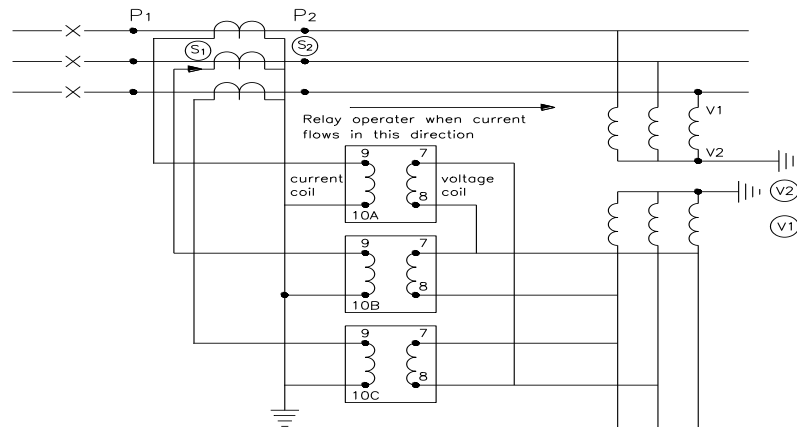 P1 P2
S1 S2
Relay operater when current
flows in this direction
V1
V2
9 7
current
coil
voltage
coil
8
10A
V2
V1
9 7
8
10B
9 7
8
10C